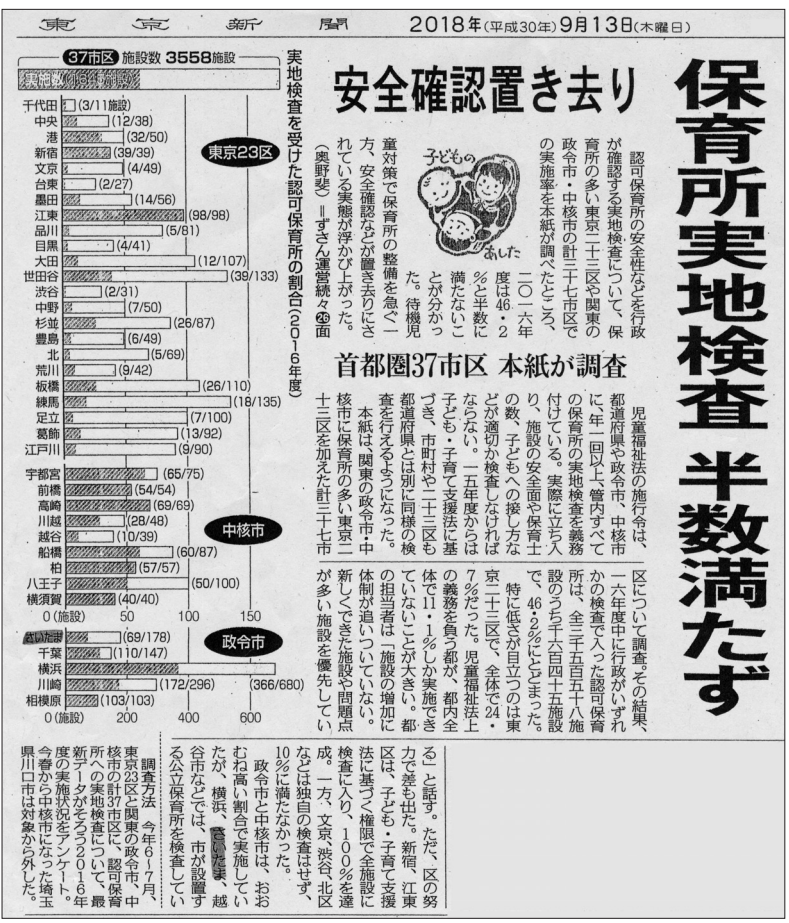 東京新聞 2018年(平成30年)9月13日(木曜日)
保育所実地検査 半数満たず
安全確認置き去り
認可保育所の安全性などを行政
が確認する実地検査について、保
育所の多い東京二十三区や関東の
政令市・中核市の計三十七市区で
の実施率を本紙が調べたところ、
二〇一六年
度は46・2
%と半数に
満たないこ
とが分かっ
た。待機児
童対策で保育所の整備を急ぐ一
方、安全確認などが置き去りにさ
れている実態が浮かび上がった。
(奥野斐)=ずさん運営続々㉖面
子どもの
あした
首都圏37市区 本紙が調査
児童福祉法の施行令は、
都道府県や政令市、中核市
に、年一回以上、管内すべて
の保育所の実地検査を義務
付けている。実際に立ち入
り、施設の安全面や保育士
の数、子どもへの接し方な
どが適切か検査しなければ
ならない。一五年度からは
子ども・子育て支援法に基
づき、市町村や二十三区も
都道府県とは別に同様の検
査を行えるようになった。
本紙は、関東の政令市・中
核市に保育所の多い東京二
十三区を加えた計三十七市
区について調査。その結果、
一六年度中に行政がいずれ
かの検査で入った認可保育
所は、全三千五百五十八施
設のうち千六百四十五施設
で、46・2%にとどまった。
特に低さが目立つのは東
京二十三区で、全体で24・
7%だった。児童福祉法上
の義務を負う都が、都内全
体で11・1%しか実施でき
ていないことが大きい。都
の担当者は「施設の増加に
体制が追いついていない。
新しくできた施設や問題点
が多い施設を優先してい
る」と話す。ただ、区の努
力で差も出た。新宿、江東
区は、子ども・子育て支援
法に基づく権限で全施設に
検査に入り、100%を達
成。一方、文京、渋谷、北区
などは独自の検査はせず、
10%に満たなかった。
政令市と中核市は、おお
むね高い割合で実施してい
たが、横浜、さいたま、越
谷市などでは、市が設置す
る公立保育所を検査してい
調査方法 今年6~7月、
東京23区と関東の政令市、中
核市の計37市区に、認可保育
所への実地検査について、最
新データがそろう2016年
度の実施状況をアンケート。
今春から中核市になった埼玉
県川口市は対象から外した。
実地検査を受けた認可保育所の割合(2016年度)
37市区 施設数 3558施設
実施数 1645施設
東京23区
千代田 (3/11施設)
中央 (12/38)
港 (32/50)
新宿 (39/39)
文京 (4/49)
台東 (2/27)
墨田 (14/56)
江東 (98/98)
品川 (5/81)
目黒 (4/41)
大田 (12/107)
世田谷 (39/133)
渋谷 (2/31)
中野 (7/50)
杉並 (26/87)
豊島 (6/49)
北 (5/69)
荒川 (9/42)
板橋 (26/110)
練馬 (18/135)
足立 (7/100)
葛飾 (13/92)
江戸川 (9/90)
中核市
宇都宮 (65/75)
前橋 (54/54)
高崎 (69/69)
川越 (28/48)
越谷 (10/39)
船橋 (60/87)
柏 (57/57)
八王子 (50/100)
横須賀 (40/40)
0(施設) 50 100 150
政令市
さいたま (69/178)
千葉 (110/147)
横浜 (366/680)
川崎 (172/296)
相模原 (103/103)
0(施設) 200 400 600